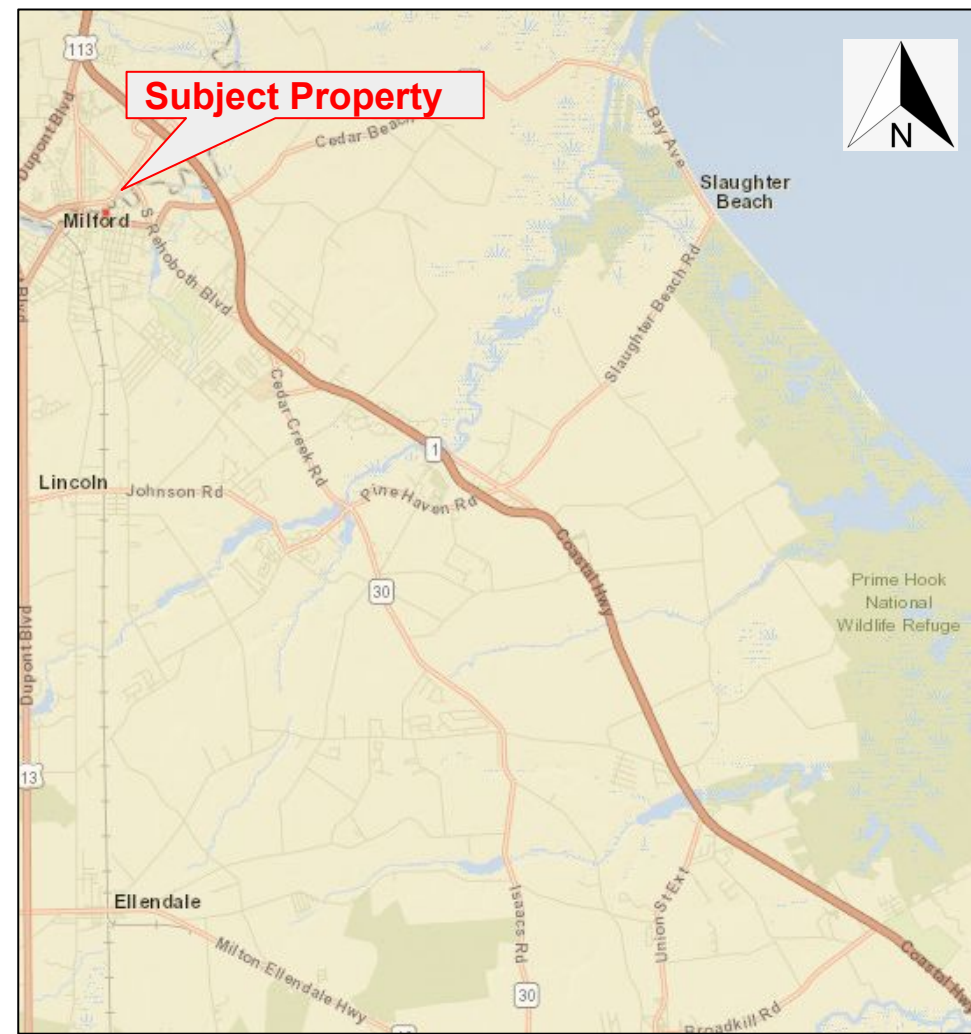 113
Subject Property
N
Dupont Blvd
Cedar Beach
Bay Ave
Slaughter
Beach
Milford
S Rehoboth Blvd
Slaughter Beach Rd
Cedar Creek Rd
1
Lincoln
Johnson Rd
Pine Haven Rd
Coastal Hwy
30
Prime Hook
National
Wildlife Refuge
Dupont Blvd
13
Ellendale
Milton Ellendale Hwy
Isaacs Rd
Union St Ext
30
Broadkill Rd
Coastal Hw